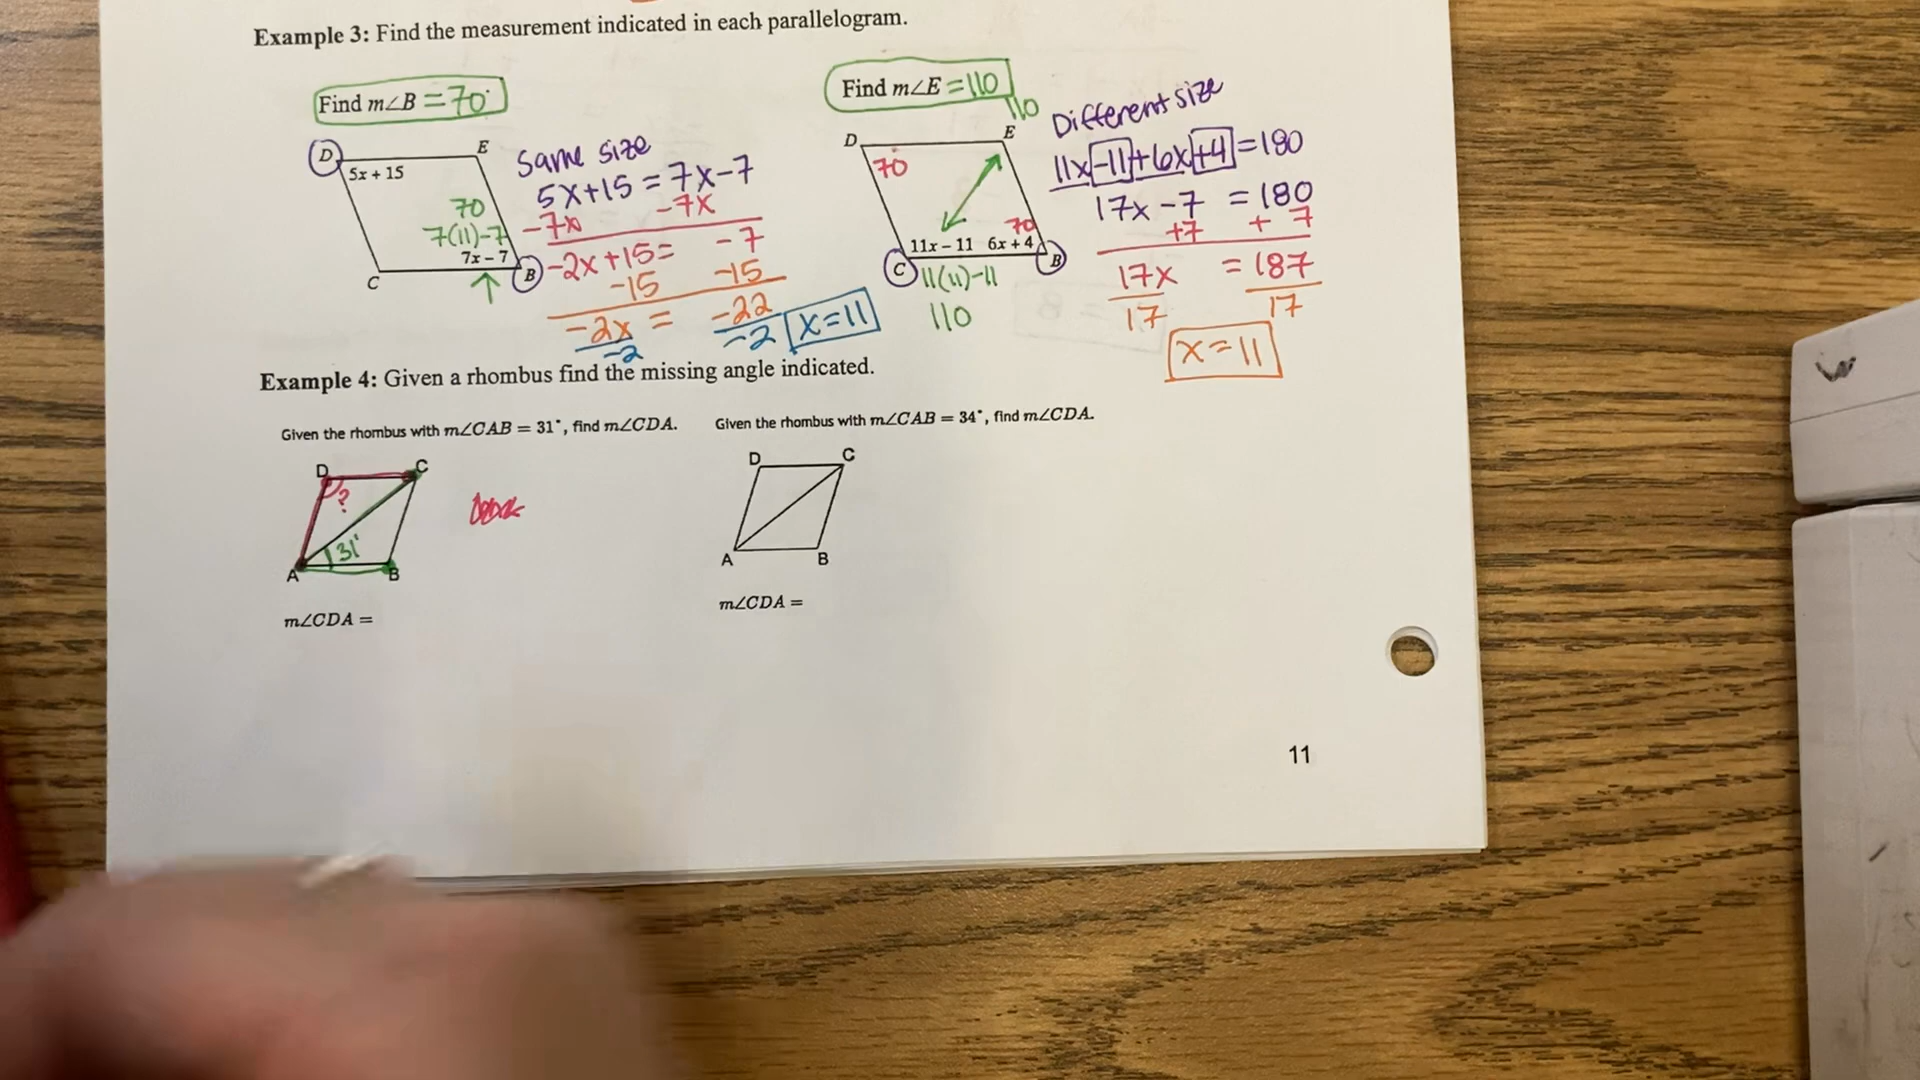 Example 3: Find the measurement indicated in each parallelogram.
Find m∠B = 70°
D
E
5x + 15
70
7(11)-7
7x – 7
C
B
Same size
5x+15 = 7x-7
-7x -7x
-2x+15= -7
-15 -15
-2x = -22
-2 -2
x=11
Find m∠E = 110
110
D
E
70
70
11x – 11 6x + 4
C
B
11(11)-11
110
Different size
11x-11+6x+4=180
17x -7 = 180
+7 + 7
17x = 187
17 17
x=11
Example 4: Given a rhombus find the missing angle indicated.
Given the rhombus with m∠CAB = 31°, find m∠CDA.
D
C
?
31°
A
B
m∠CDA =
Given the rhombus with m∠CAB = 34°, find m∠CDA.
D
C
A
B
m∠CDA =
11